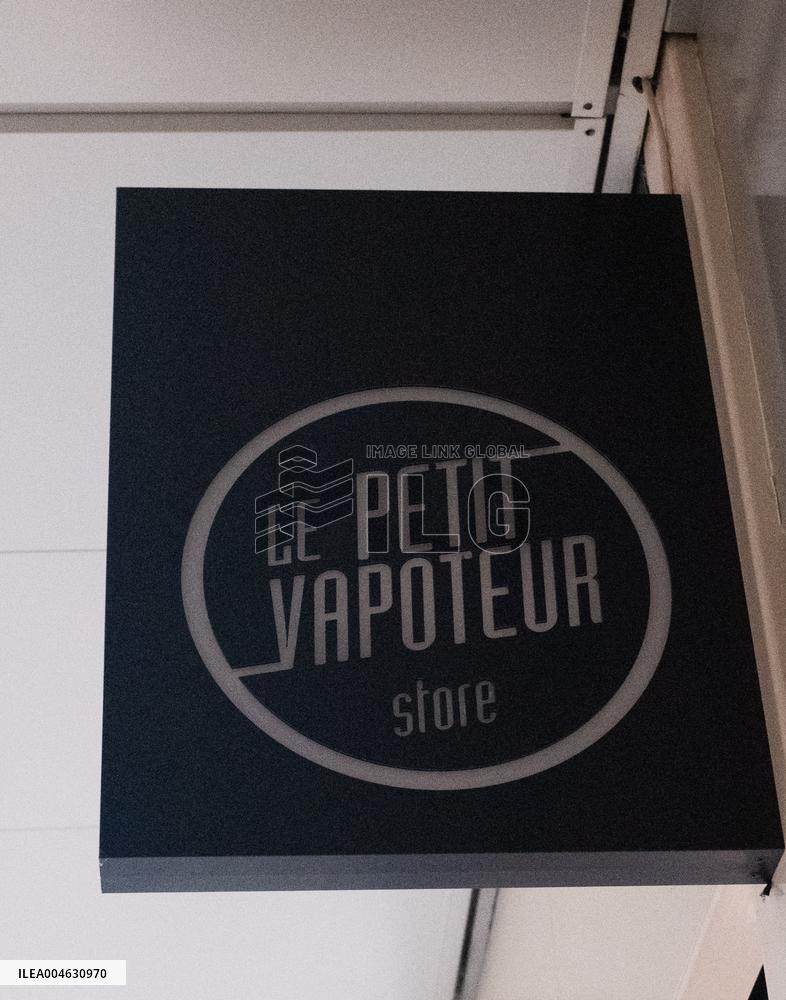 IMAGE LINK GLOBAL
ILG
LE PETIT
VAPOTEUR
store
ILEA004630970